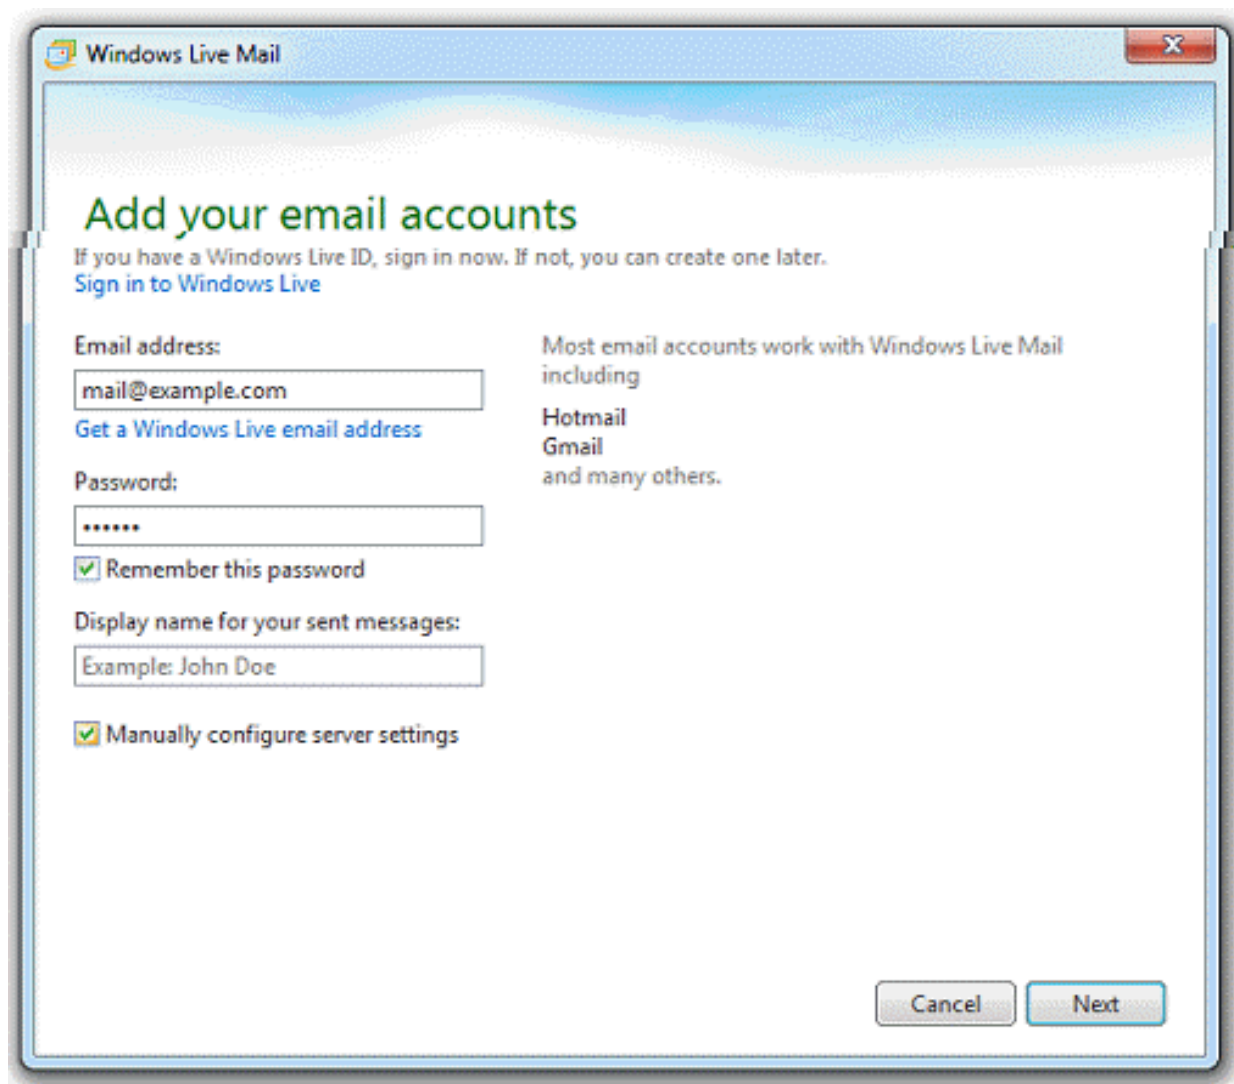 Windows Live Mail
Add your email accounts
If you have a Windows Live ID, sign in now. If not, you can create one later.
Sign in to Windows Live
Email address:
mail@example.com
Get a Windows Live email address
Password:
••••••
Remember this password
Display name for your sent messages:
Example: John Doe
Manually configure server settings
Most email accounts work with Windows Live Mail
including
Hotmail
Gmail
and many others.
Cancel
Next